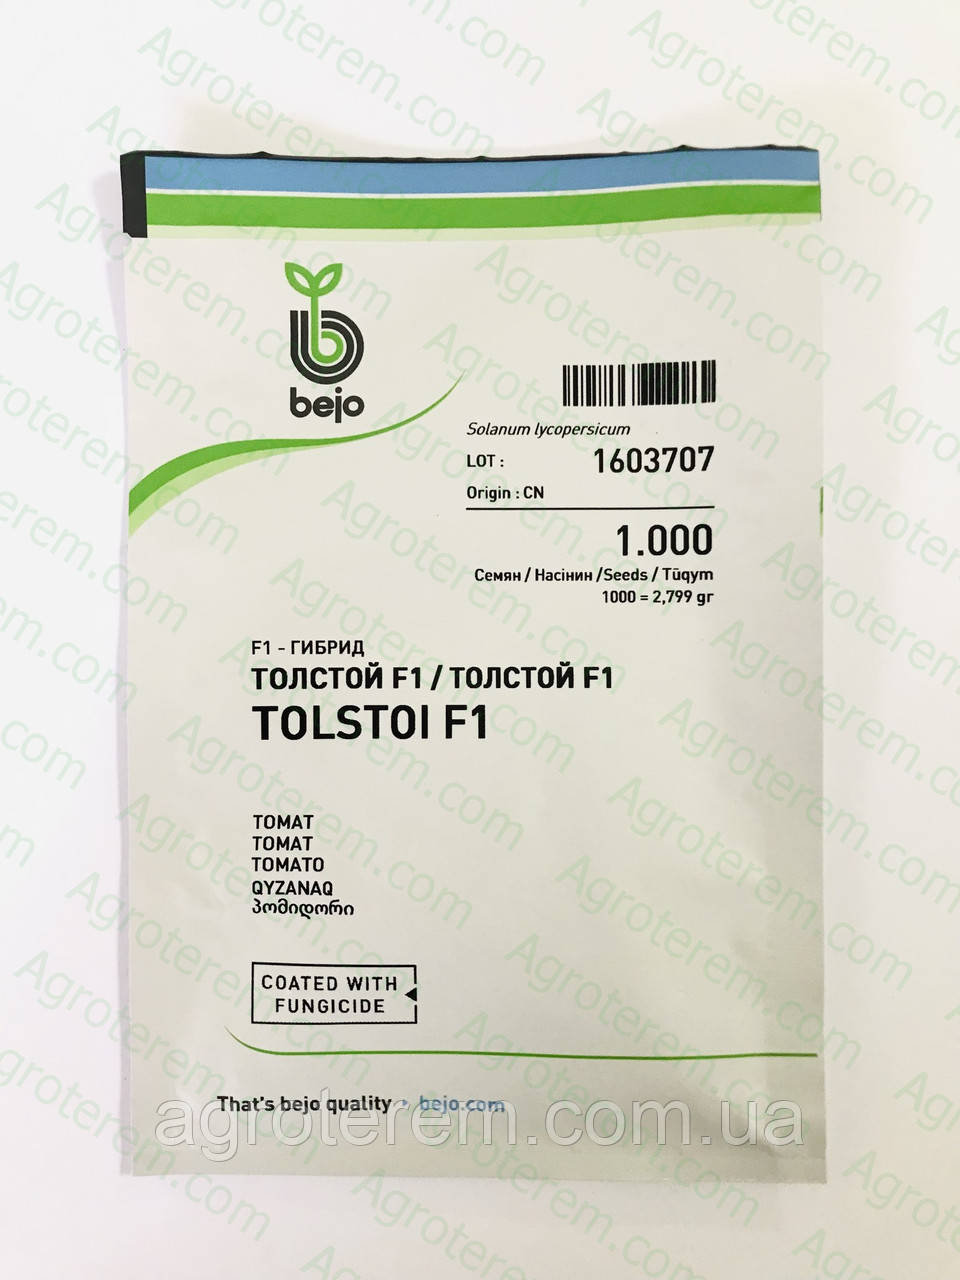 bejo
Solanum lycopersicum
LOT : 1603707
Origin : CN
1.000
Семян / Насінин /Seeds / Tūqym
1000 = 2,799 gr
F1 - ГИБРИД
ТОЛСТОЙ F1 / ТОЛСТОЙ F1
TOLSTOI F1
ТОМАТ
ТОМАТ
TOMATO
QYZANAQ
პომიდორი
COATED WITH
FUNGICIDE
That's bejo quality • bejo.com
agroterem.com.ua
Agroterem.com